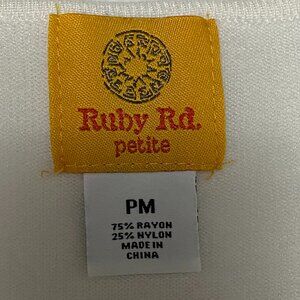 Ruby Rd.
petite
PM
75% RAYON
25% NYLON
MADE IN
CHINA